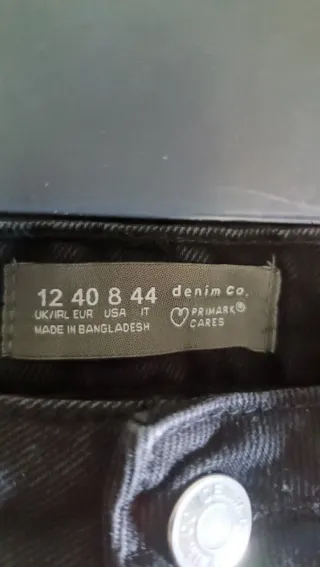 12 40 8 44
UK/IRL EUR USA IT
MADE IN BANGLADESH
denim co.
PRIMARK®
CARES